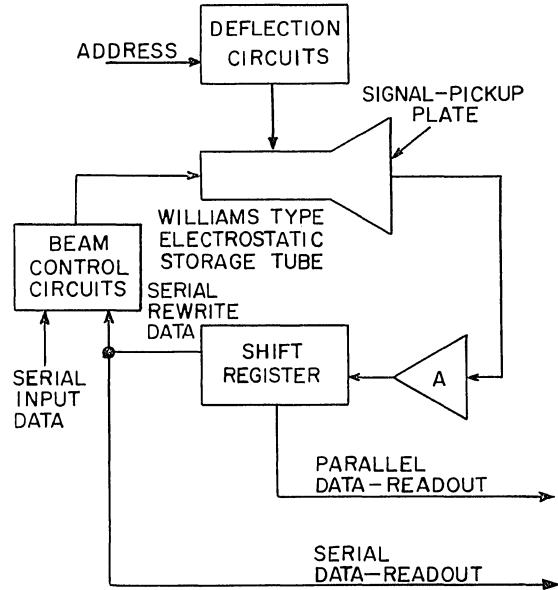 DEFLECTION
CIRCUITS
ADDRESS
SIGNAL-PICKUP
PLATE
WILLIAMS TYPE
ELECTROSTATIC
STORAGE TUBE
BEAM
CONTROL
CIRCUITS
SERIAL
REWRITE
DATA
SERIAL
INPUT
DATA
SHIFT
REGISTER
A
PARALLEL
DATA-READOUT
SERIAL
DATA-READOUT